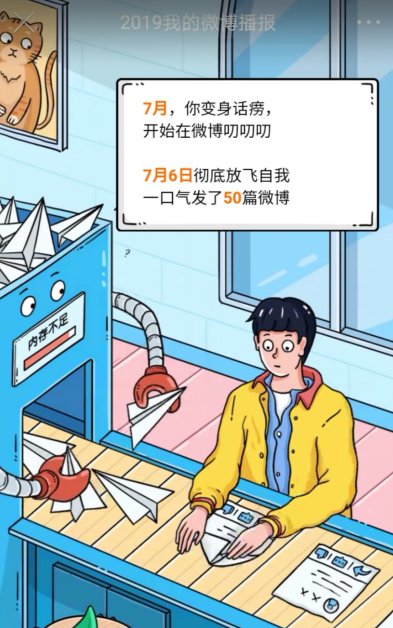 2019我的微博播报
7月，你变身话痨，
开始在微博叨叨叨
7月6日彻底放飞自我
一口气发了50篇微博
?
内存不足